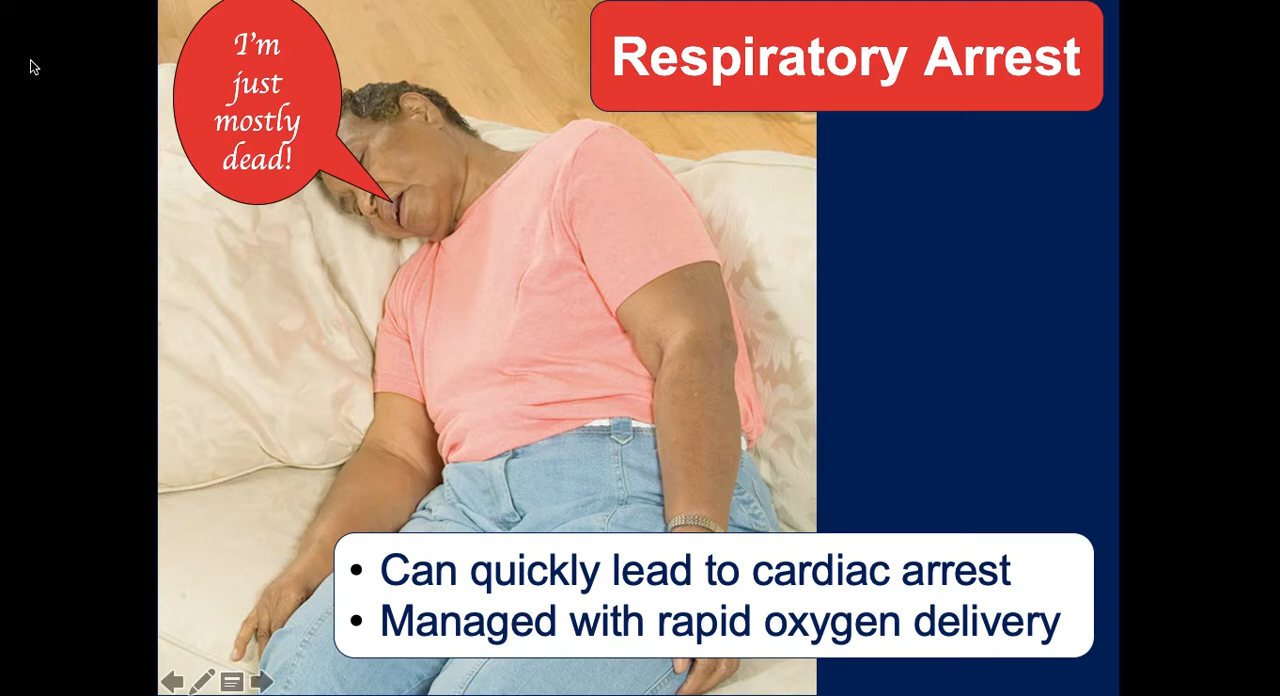 I'm
just
mostly
dead!
Respiratory Arrest
• Can quickly lead to cardiac arrest
• Managed with rapid oxygen delivery